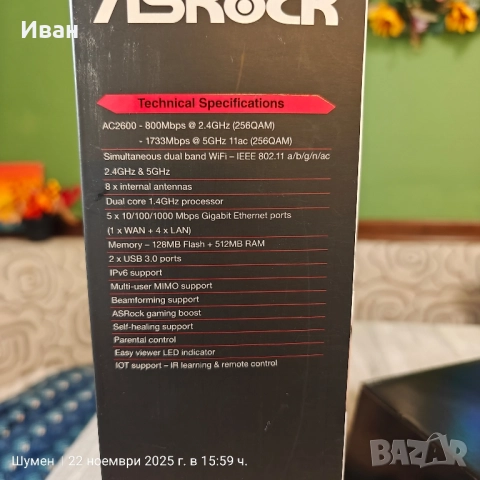 Иван
ASRock
Technical Specifications
AC2600 - 800Mbps @ 2.4GHz (256QAM)
- 1733Mbps @ 5GHz 11ac (256QAM)
Simultaneous dual band WiFi – IEEE 802.11 a/b/g/n/ac
2.4GHz & 5GHz
8 x internal antennas
Dual core 1.4GHz processor
5 x 10/100/1000 Mbps Gigabit Ethernet ports
(1 x WAN + 4 x LAN)
Memory – 128MB Flash + 512MB RAM
2 x USB 3.0 ports
IPv6 support
Multi-user MIMO support
Beamforming support
ASRock gaming boost
Self-healing support
Parental control
Easy viewer LED indicator
IOT support – IR learning & remote control
Шумен | 22 ноември 2025 г. в 15:59 ч.
BAZAR